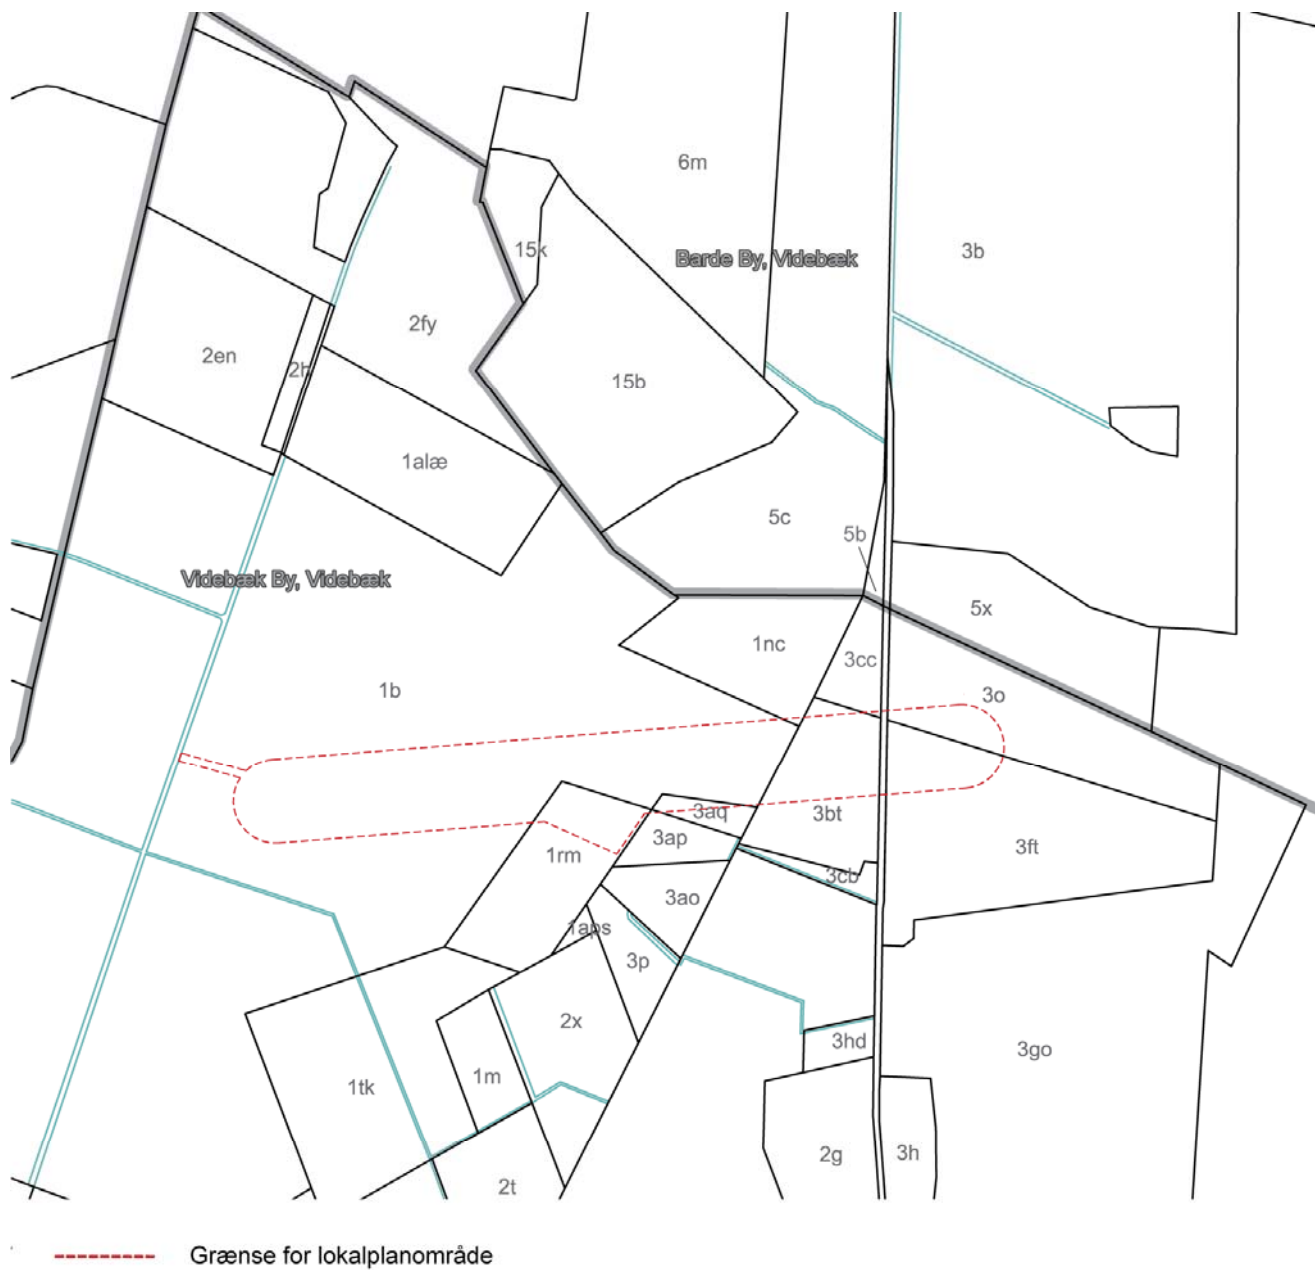 6m
15k
Barde By, Videbæk
3b
2fy
2en
2h
15b
1alæ
5c
5b
Videbæk By, Videbæk
5x
1nc
3cc
1b
3o
3aq
3bt
3ap
1rm
3ft
3cb
3ao
1aps
3p
2x
3hd
3go
1m
1tk
2g
3h
2t
Grænse for lokalplanområde